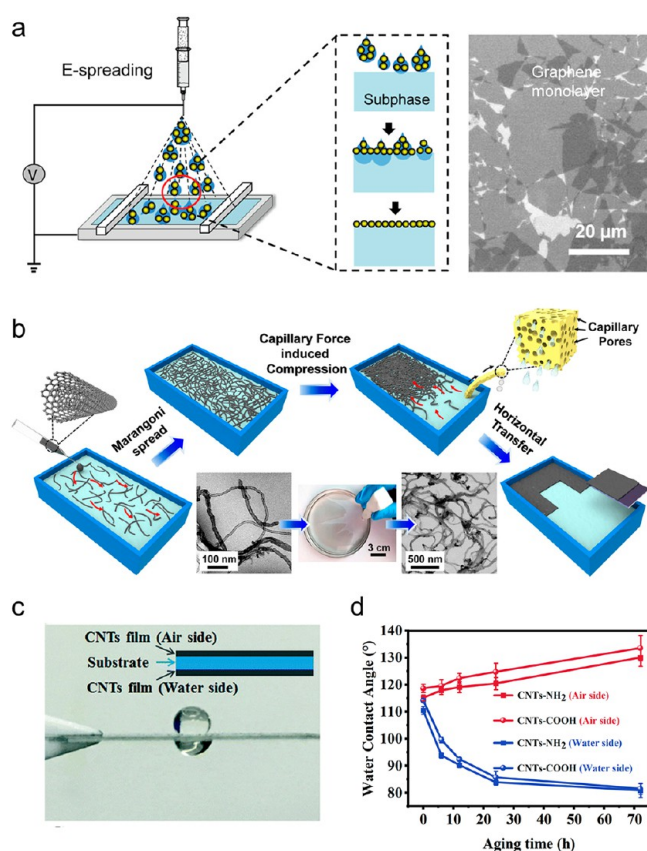 a
E-spreading
V
Subphase
Graphene
monolayer
20 μm
b
Capillary Force
induced
Compression
Capillary
Pores
Marangoni
spread
Horizontal
Transfer
100 nm
3 cm
500 nm
c
CNTs film (Air side)
Substrate
CNTs film (Water side)
d
Water Contact Angle (°)
140
130
120
110
100
90
80
CNTs-NH₂ (Air side)
CNTs-COOH (Air side)
CNTs-NH₂ (Water side)
CNTs-COOH (Water side)
0 10 20 30 40 50 60 70
Aging time (h)